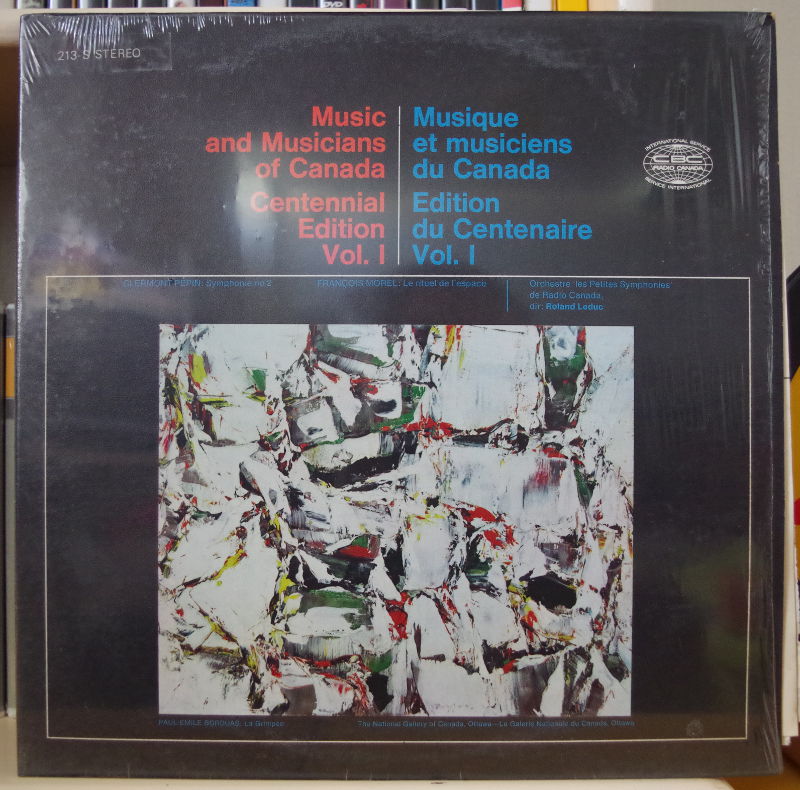 DVD
213-S STEREO
Music
and Musicians
of Canada
Centennial
Edition
Vol. I
Musique
et musiciens
du Canada
Edition
du Centenaire
Vol. I
INTERNATIONAL SERVICE
CBC
RADIO CANADA
SERVICE INTERNATIONAL
CLERMONT PÉPIN: Symphonie no 2
FRANÇOIS MOREL: Le rituel de l'espace
Orchestre 'les Petites Symphonies'
de Radio Canada,
dir: Roland Leduc
PAUL-EMILE BORDUAS: La Grimpée
The National Gallery of Canada, Ottawa—La Galerie Nationale du Canada, Ottawa